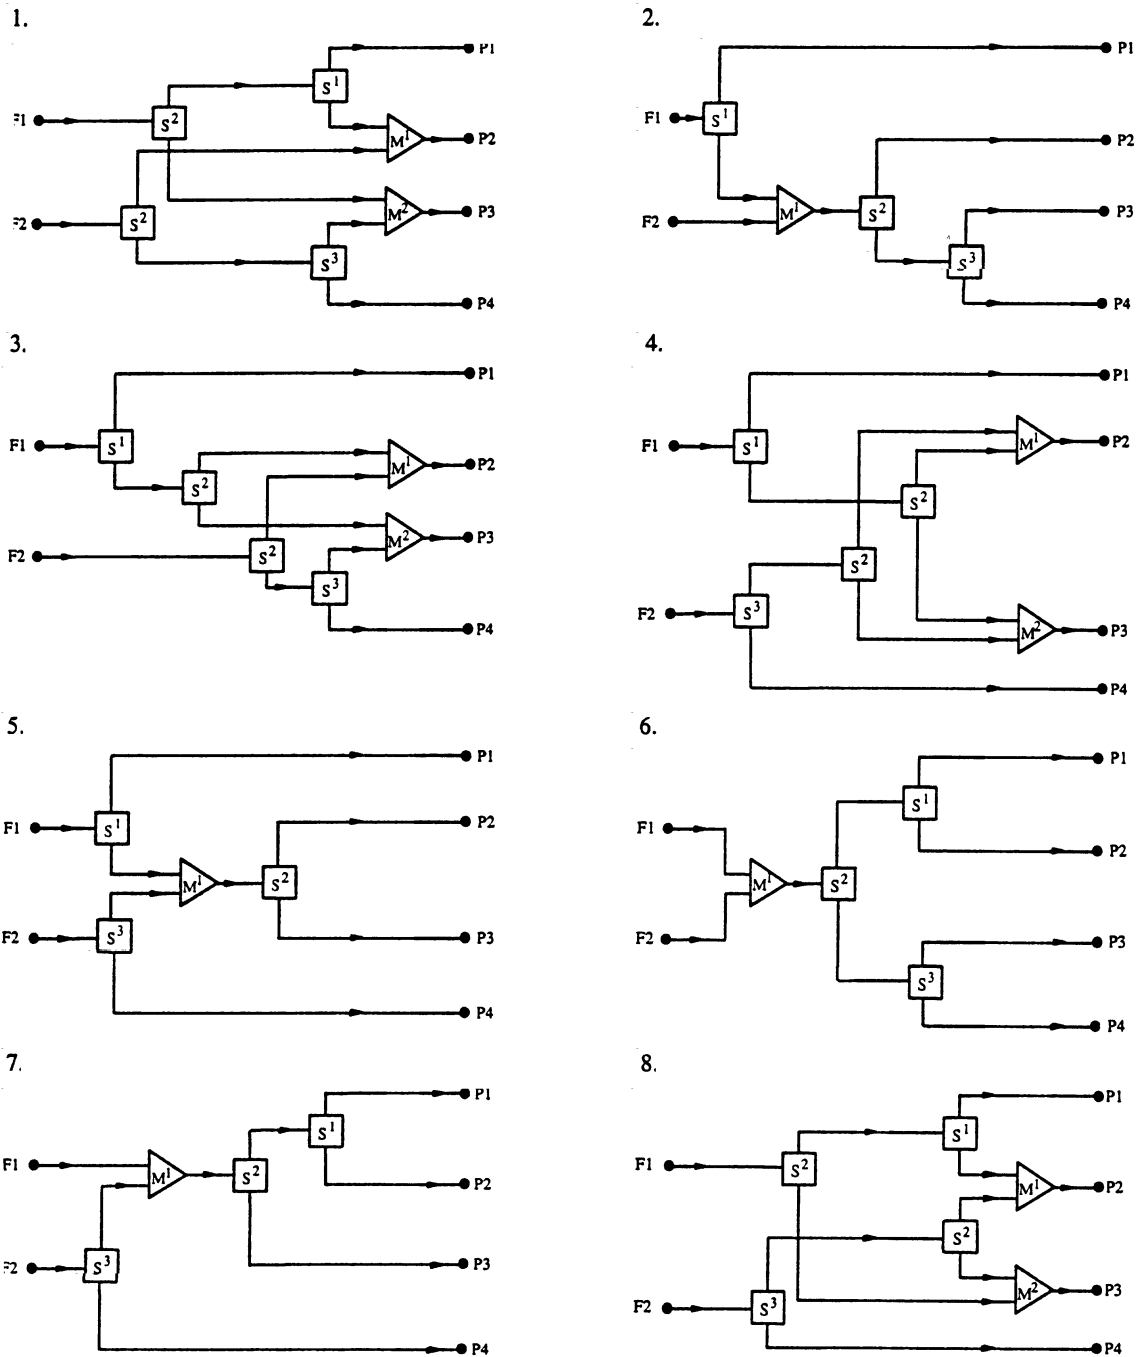 1.
P1
S¹
F1
S²
M¹
P2
F2
S²
M²
P3
S³
P4
2.
P1
F1
S¹
P2
F2
M¹
S²
P3
S³
P4
3.
P1
F1
S¹
S²
M¹
P2
F2
S²
M²
P3
S³
P4
4.
P1
F1
S¹
M¹
P2
S²
S²
F2
S³
M²
P3
P4
5.
P1
F1
S¹
P2
M¹
S²
F2
S³
P3
P4
6.
P1
S¹
F1
P2
M¹
S²
F2
P3
S³
P4
7.
P1
S¹
F1
M¹
S²
P2
F2
S³
P3
P4
8.
P1
S¹
F1
S²
M¹
P2
S²
F2
S³
M²
P3
P4